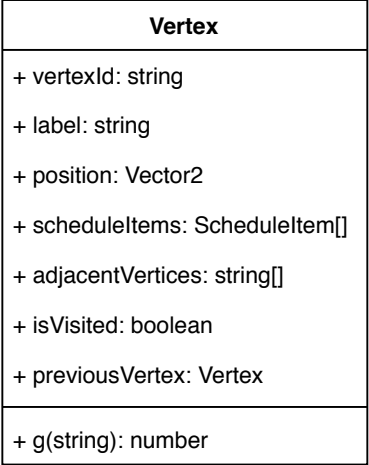 Vertex
+ vertexId: string
+ label: string
+ position: Vector2
+ scheduleItems: ScheduleItem[]
+ adjacentVertices: string[]
+ isVisited: boolean
+ previousVertex: Vertex
+ g(string): number